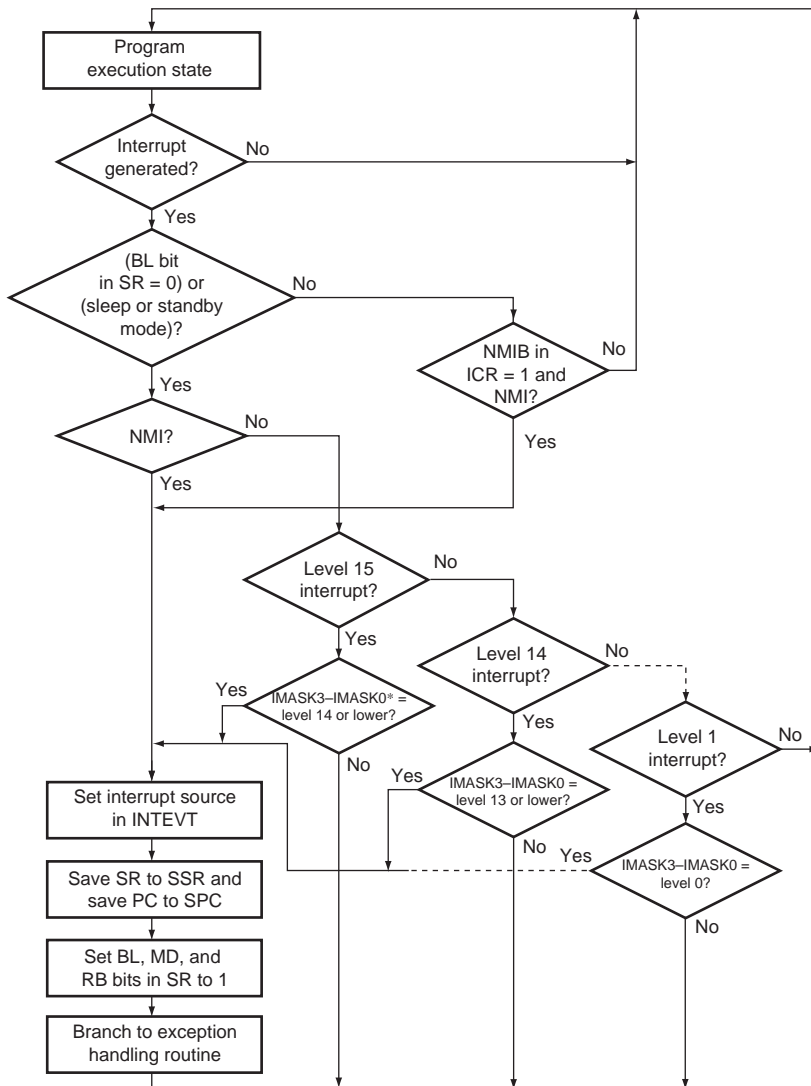 Program
execution state
Interrupt
generated?
No
Yes
(BL bit
in SR = 0) or
(sleep or standby
mode)?
No
NMIB in
ICR = 1 and
NMI?
No
Yes
Yes
NMI?
No
Yes
Level 15
interrupt?
No
Yes
Level 14
interrupt?
No
Yes
IMASK3–IMASK0* =
level 14 or lower?
Yes
No
Level 1
interrupt?
No
Yes
IMASK3–IMASK0 =
level 13 or lower?
Yes
No
IMASK3–IMASK0 =
level 0?
Yes
No
Set interrupt source
in INTEVT
Save SR to SSR and
save PC to SPC
Set BL, MD, and
RB bits in SR to 1
Branch to exception
handling routine